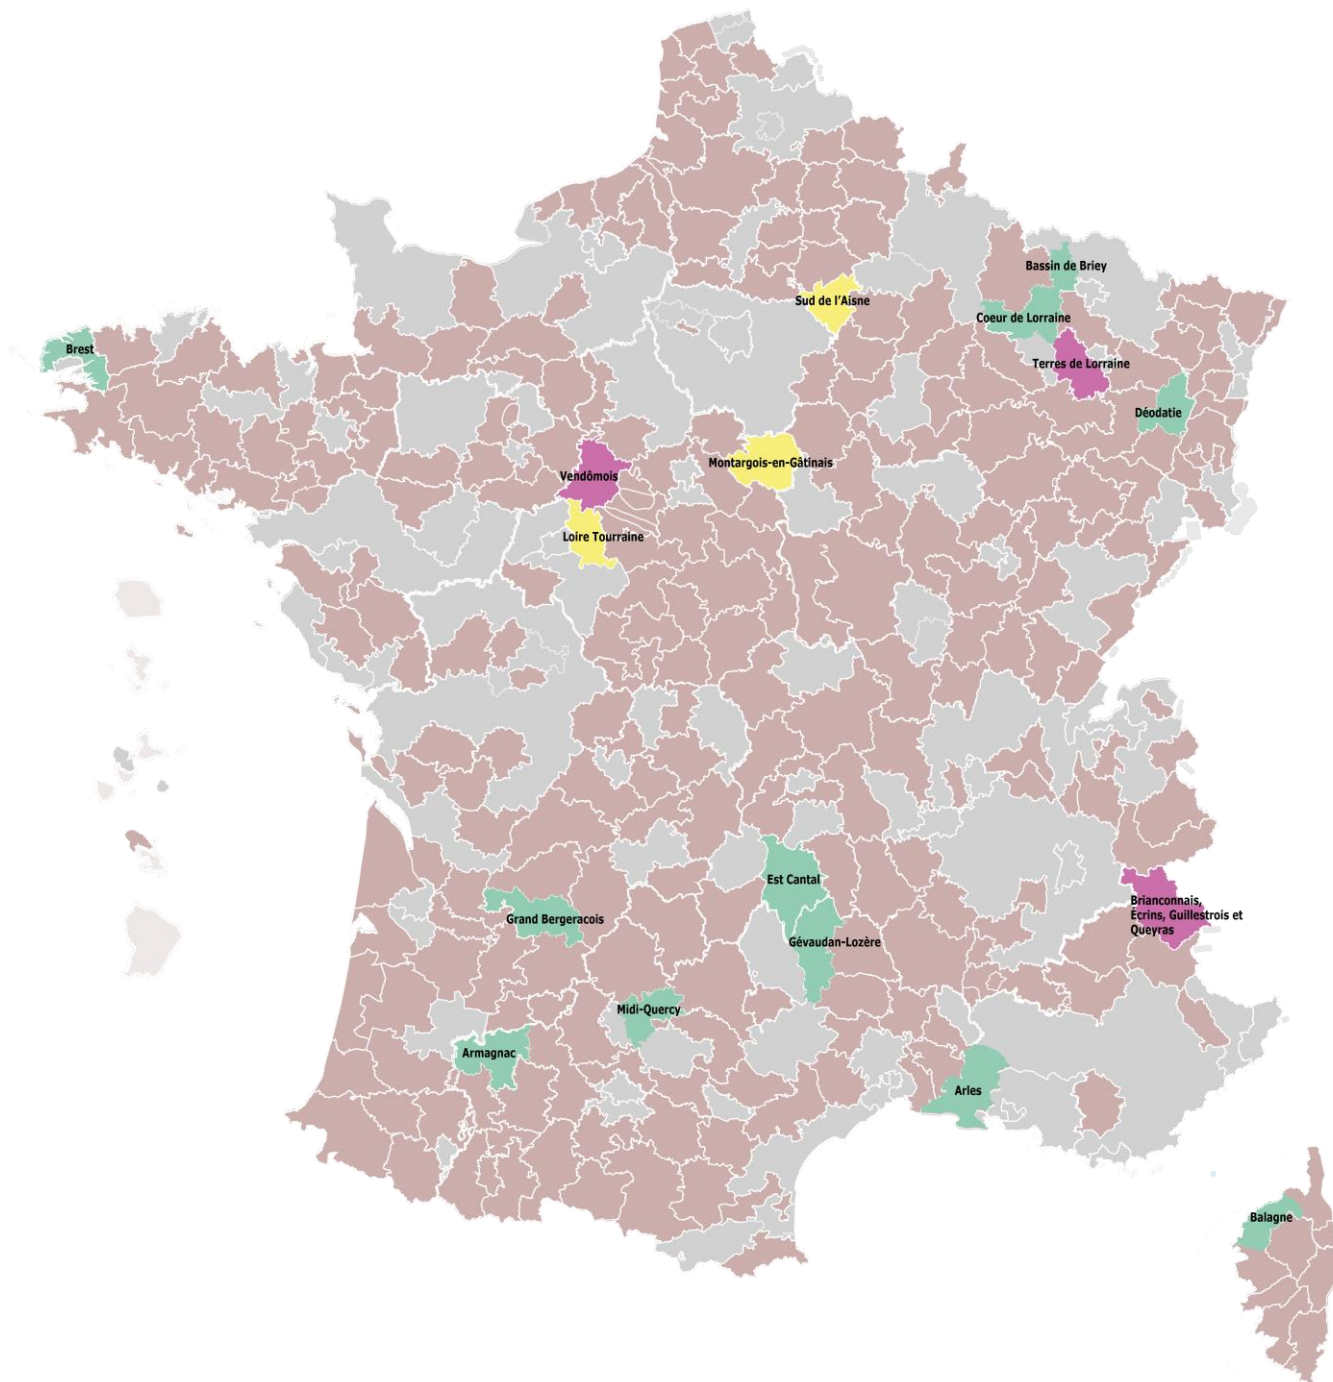 Bassin de Briey
Sud de l'Aisne
Coeur de Lorraine
Brest
Terres de Lorraine
Déodatie
Montargois-en-Gâtinais
Vendômois
Loire Tourraine
Est Cantal
Brianconnais,
Écrins, Guillestrois et
Queyras
Grand Bergeracois
Gévaudan-Lozère
Midi-Quercy
Armagnac
Arles
Balagne